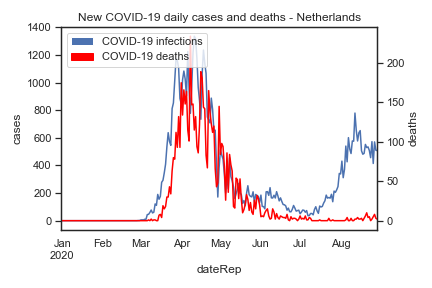 New COVID-19 daily cases and deaths - Netherlands
COVID-19 infections
COVID-19 deaths
1400
1200
1000
800
600
400
200
0
cases
200
150
100
50
0
deaths
Jan Feb Mar Apr May Jun Jul Aug
2020
dateRep